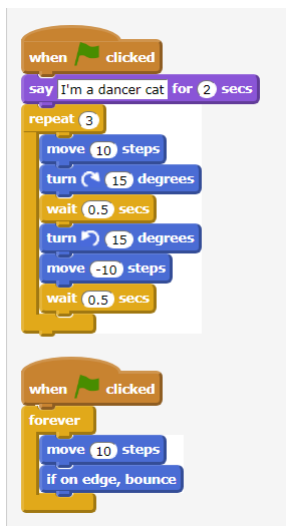 when clicked
say I'm a dancer cat for 2 secs
repeat 3
move 10 steps
turn 15 degrees
wait 0.5 secs
turn 15 degrees
move -10 steps
wait 0.5 secs
when clicked
forever
move 10 steps
if on edge, bounce